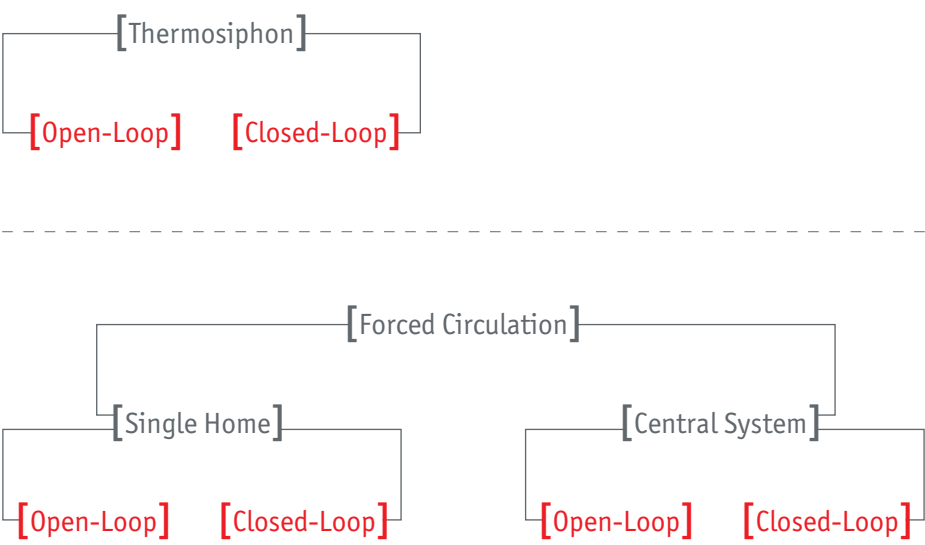 [Thermosiphon]
[Open-Loop] [Closed-Loop]
[Forced Circulation]
[Single Home] [Central System]
[Open-Loop] [Closed-Loop] [Open-Loop] [Closed-Loop]